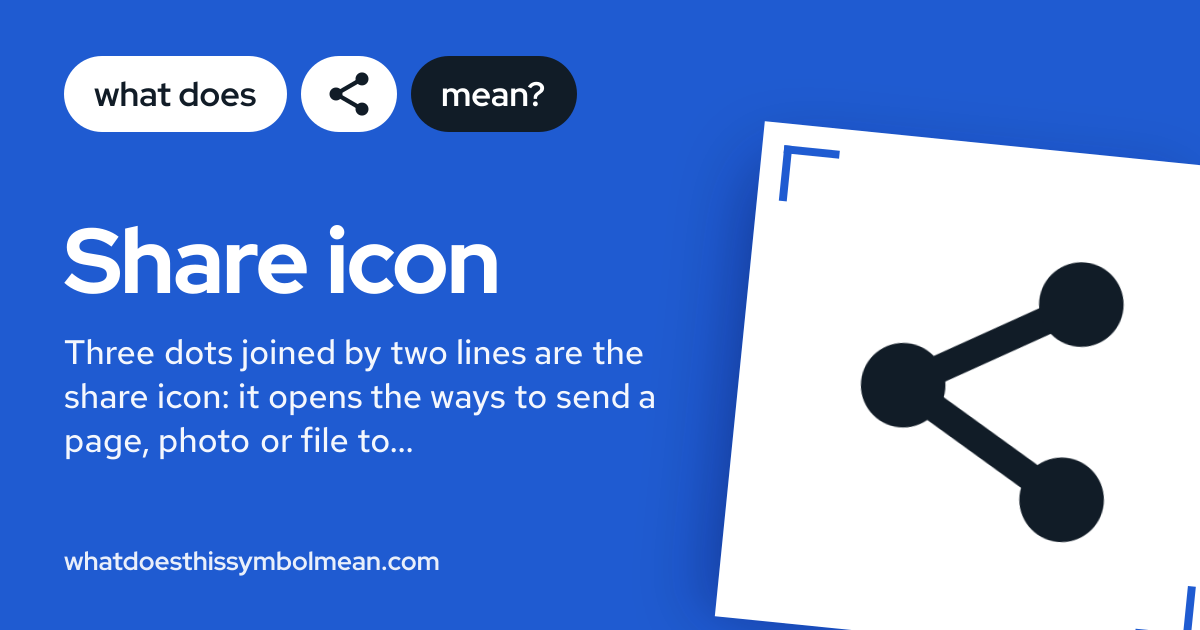 what does mean?
Share icon
Three dots joined by two lines are the
share icon: it opens the ways to send a
page, photo or file to...
whatdoesthissymbolmean.com